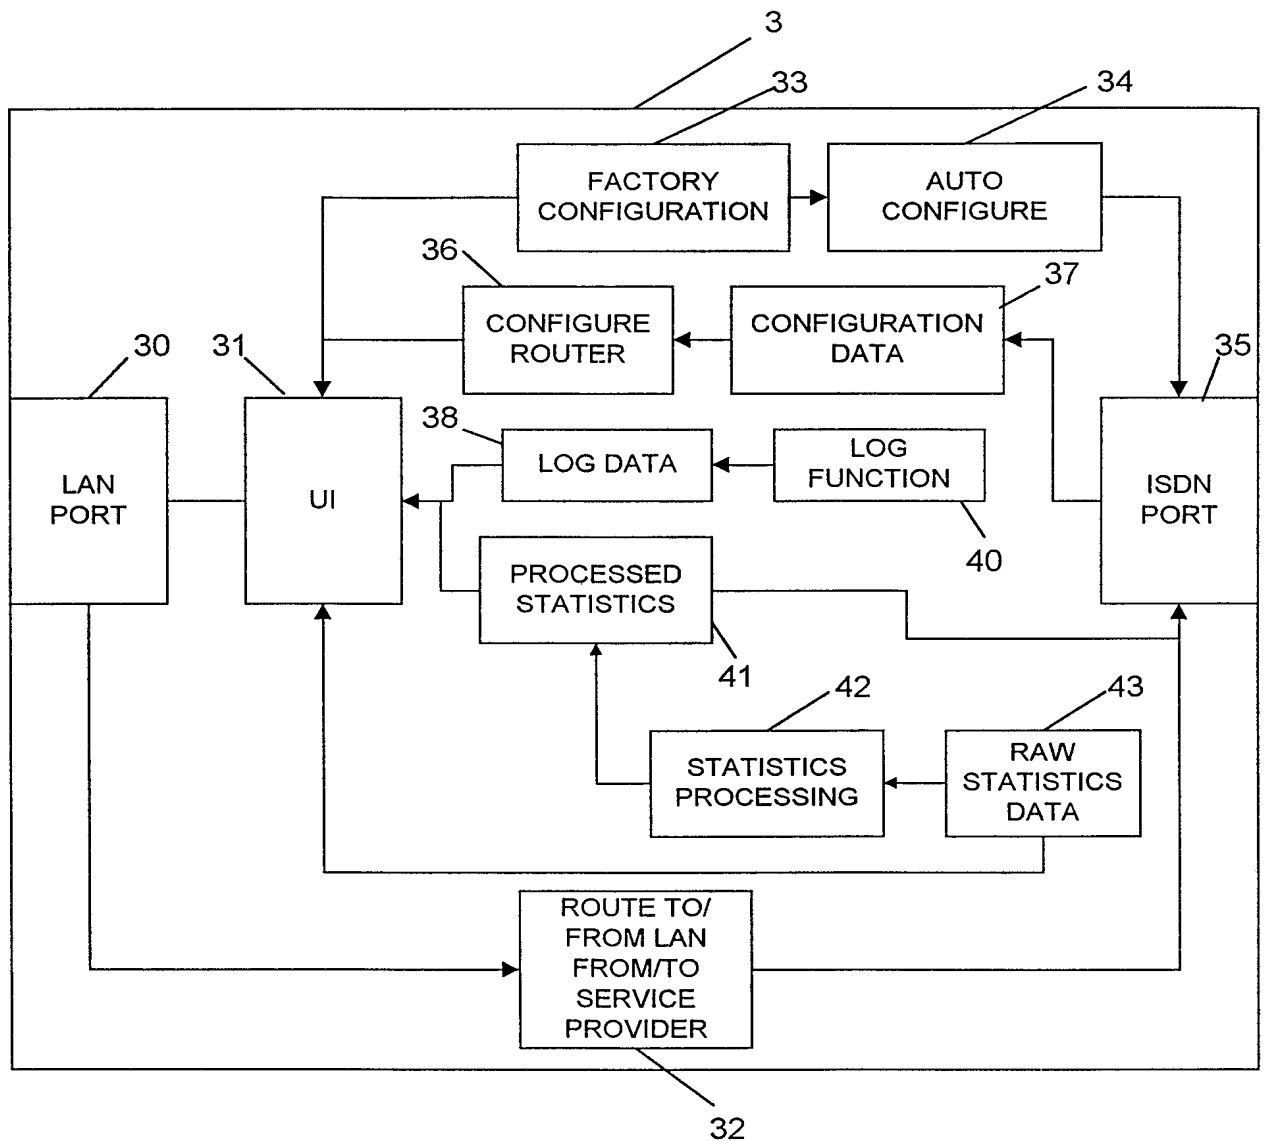 3
33
34
FACTORY
CONFIGURATION
AUTO
CONFIGURE
36
37
CONFIGURE
ROUTER
CONFIGURATION
DATA
30
31
35
LAN
PORT
UI
38
LOG DATA
LOG
FUNCTION
ISDN
PORT
40
PROCESSED
STATISTICS
41
42
43
STATISTICS
PROCESSING
RAW
STATISTICS
DATA
ROUTE TO/
FROM LAN
FROM/TO
SERVICE
PROVIDER
32